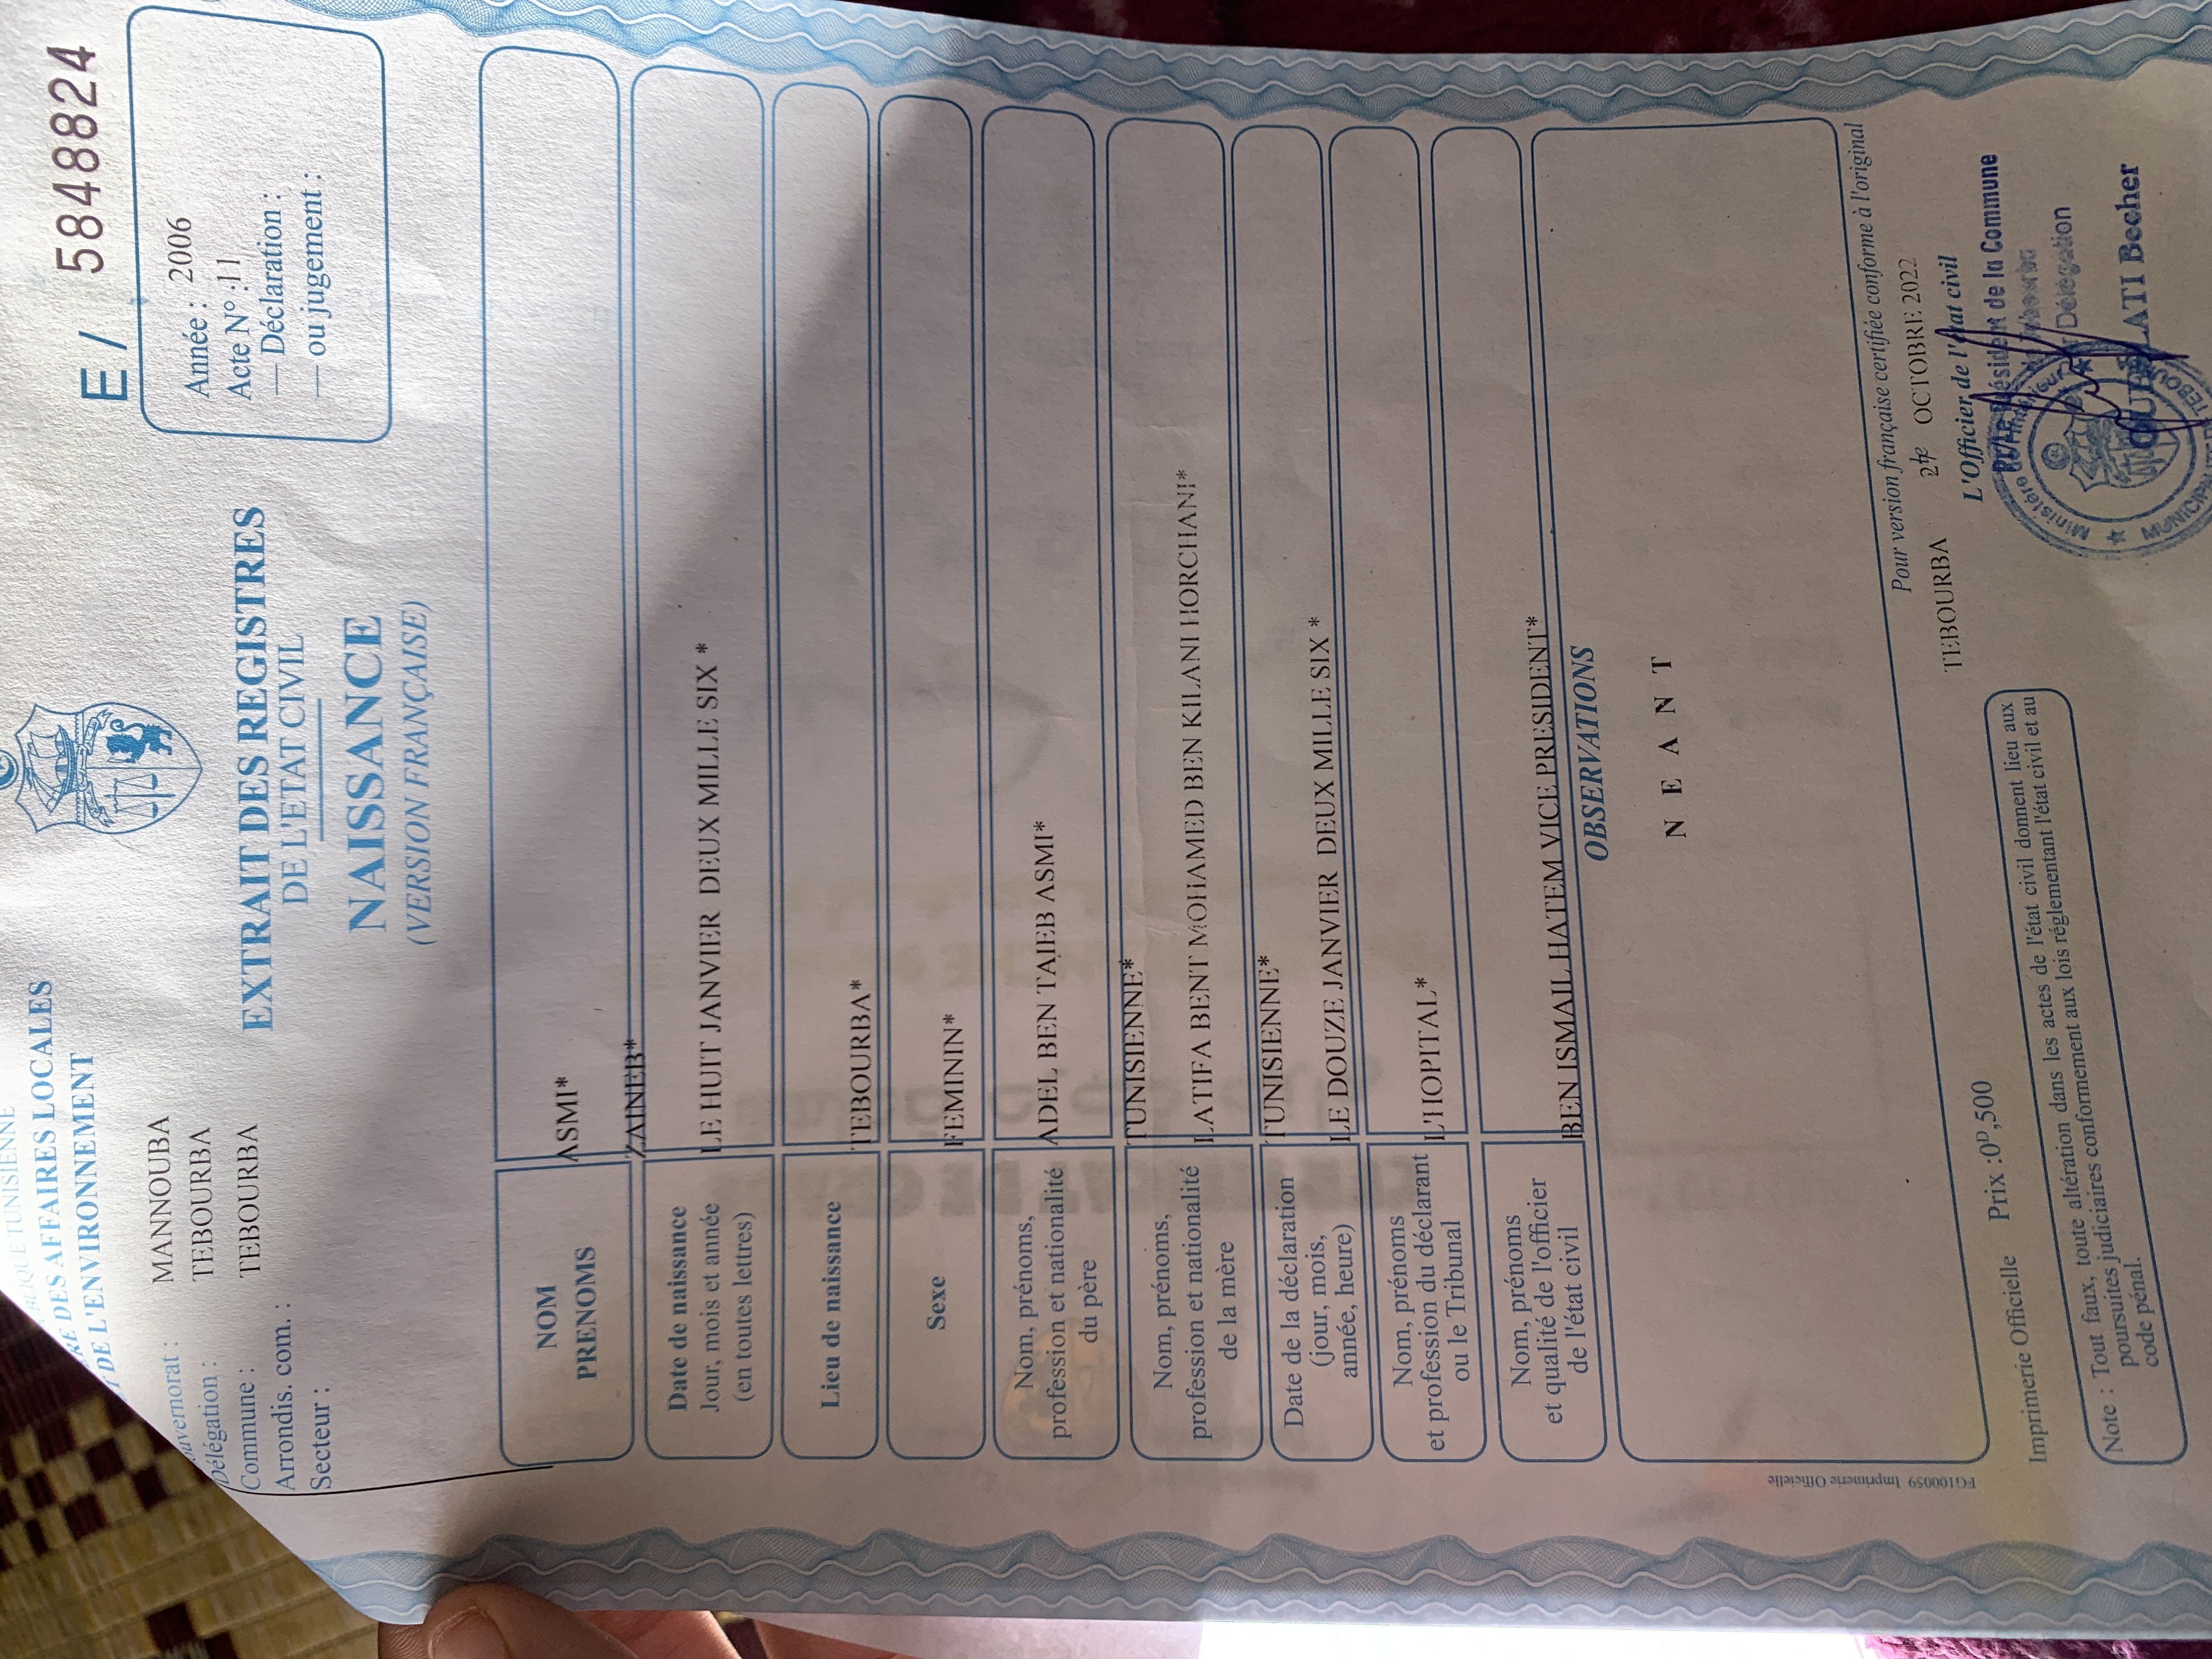 BLIQUE TUNISIENNE
RE DES AFFAIRES LOCALES
T DE L'ENVIRONNEMENT
E / 5848824
ouvernorat : MANNOUBA
Délégation : TEBOURBA
Commune : TEBOURBA
Arrondis. com. :
Secteur :
Année : 2006
Acte N° :11
— Déclaration :
— ou jugement :
EXTRAIT DES REGISTRES
DE L'ETAT CIVIL
NAISSANCE
(VERSION FRANÇAISE)
NOM
PRENOMS
ASMI*
ZAINEB*
Date de naissance
Jour, mois et année
(en toutes lettres)
LE HUIT JANVIER DEUX MILLE SIX *
Lieu de naissance
TEBOURBA*
Sexe
FEMININ*
Nom, prénoms,
profession et nationalité
du père
ADEL BEN TAIEB ASMI*
TUNISIENNE*
Nom, prénoms,
profession et nationalité
de la mère
LATIFA BENT MOHAMED BEN KILANI HORCHANI*
TUNISIENNE*
Date de la déclaration
(jour, mois,
année, heure)
LE DOUZE JANVIER DEUX MILLE SIX *
Nom, prénoms
et profession du déclarant
ou le Tribunal
L'HOPITAL*
Nom, prénoms
et qualité de l'officier
de l'état civil
BEN ISMAIL HATEM VICE PRESIDENT*
OBSERVATIONS
N E A N T
Pour version française certifiée conforme à l'original
TEBOURBA OCTOBRE 2022
L'Officier de l'état civil
Président de la Commune
Délégation
LATI Becher
FG100059 Imprimerie Officielle
Imprimerie Officielle Prix :0D,500
Note : Tout faux, toute altération dans les actes de l'état civil donnent lieu aux
poursuites judiciaires conformement aux lois réglementant l'état civil et au
code pénal.